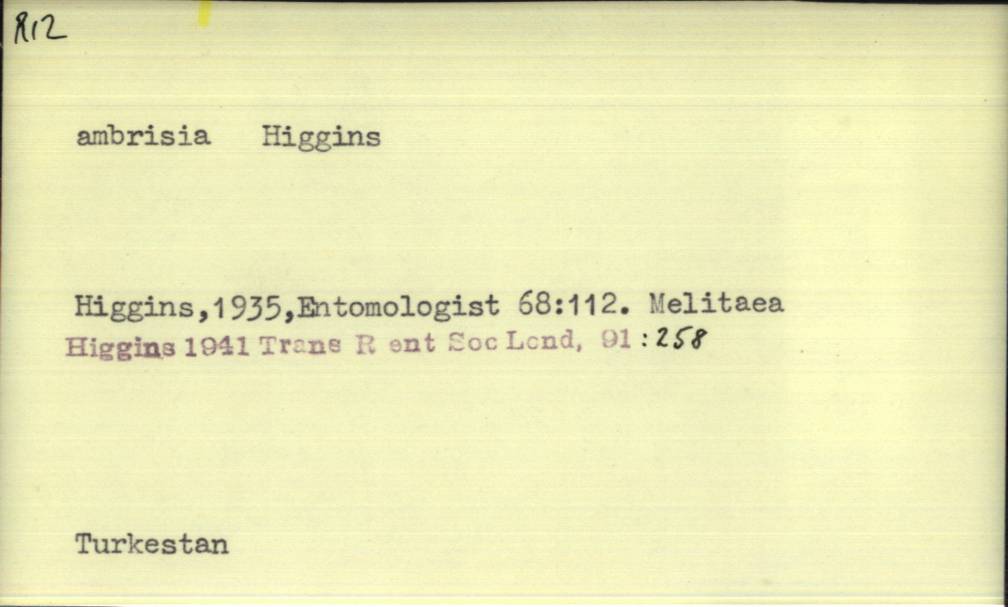 R12
ambrisia Higgins
Higgins,1935,Entomologist 68:112. Melitaea
Higgins 1941 Trans R ent Soc Lond, 91:258
Turkestan